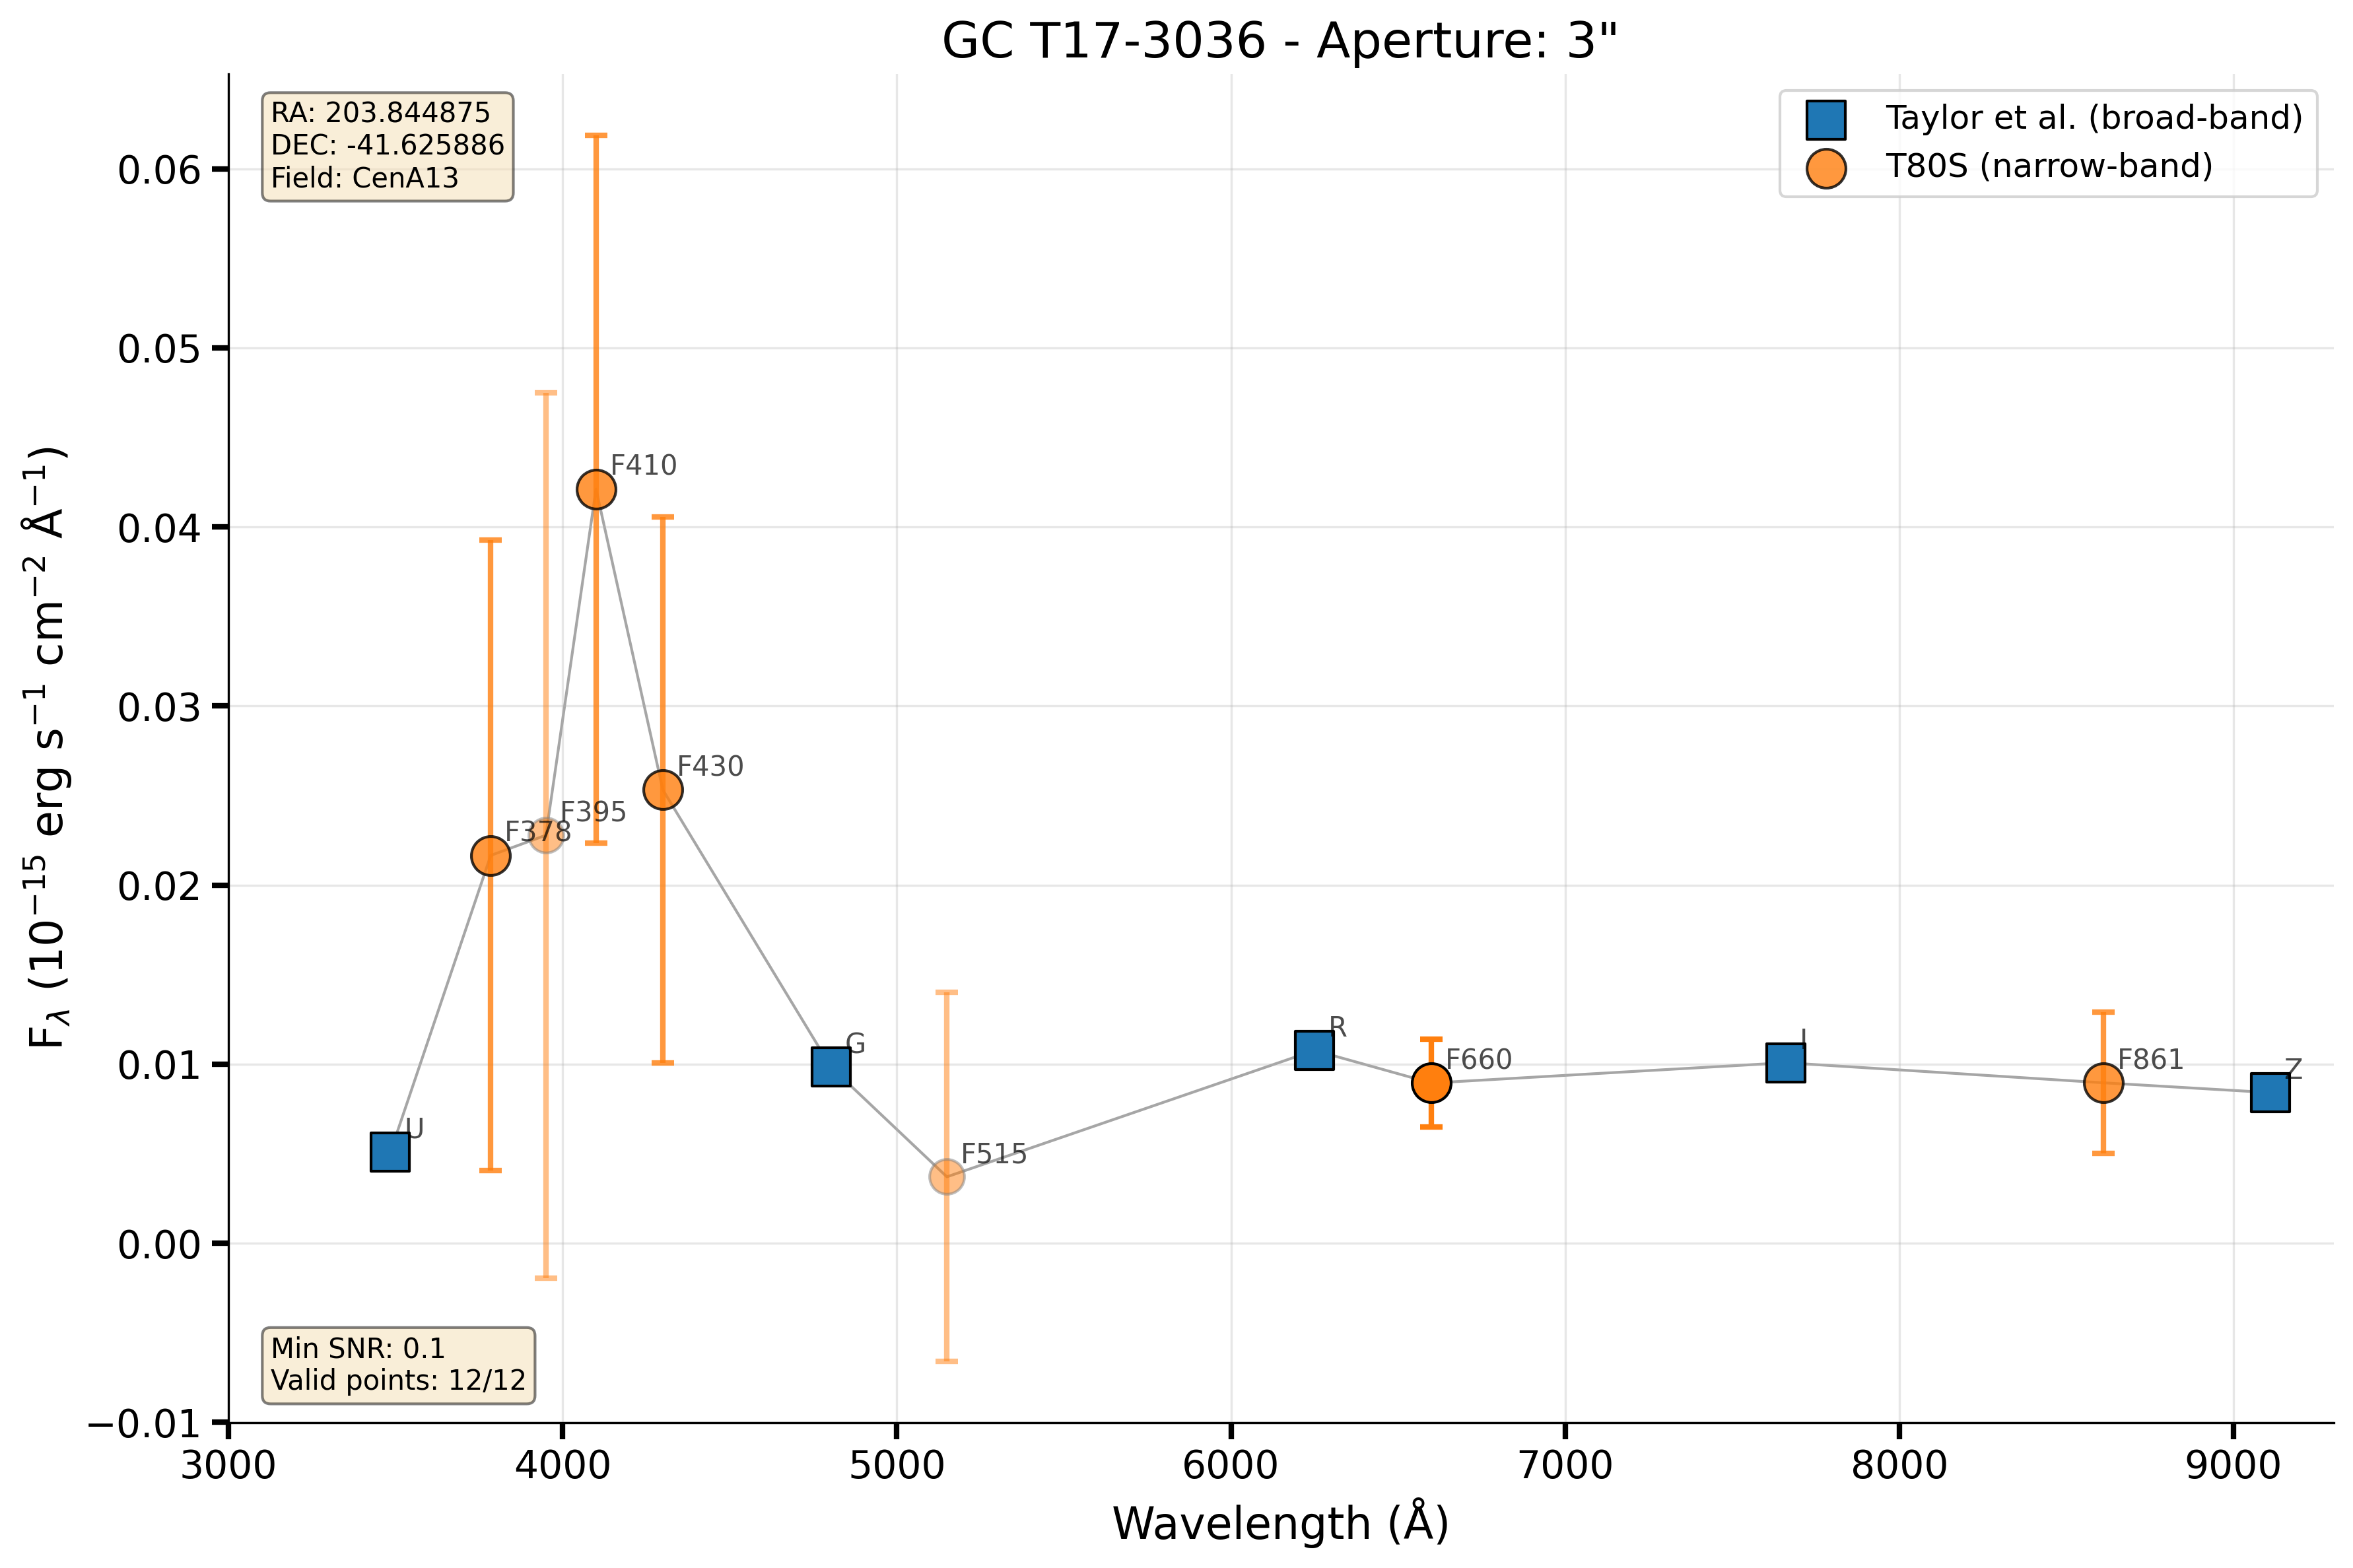 GC T17-3036 - Aperture: 3"
RA: 203.844875
DEC: -41.625886
Field: CenA13
Taylor et al. (broad-band)
T80S (narrow-band)
0.06
0.05
0.04
0.03
0.02
0.01
0.00
−0.01
F410
F430
F395
F378
U
G
F515
R
F660
I
F861
Z
Min SNR: 0.1
Valid points: 12/12
3000 4000 5000 6000 7000 8000 9000
Wavelength (Å)
F_λ (10⁻¹⁵ erg s⁻¹ cm⁻² Å⁻¹)